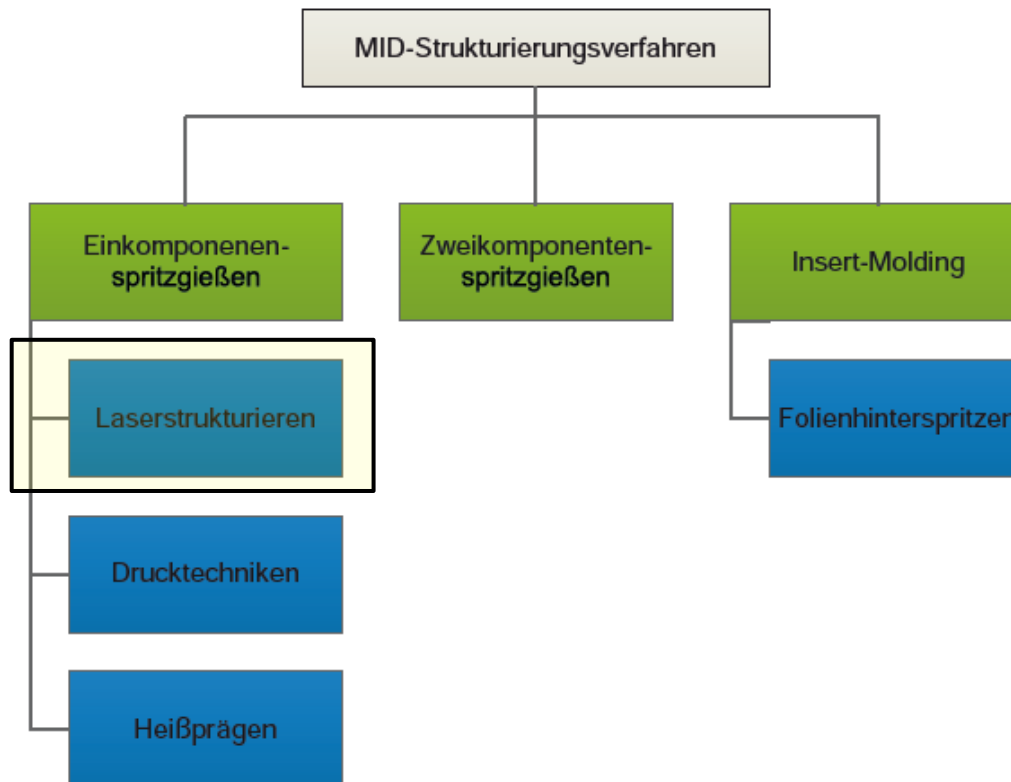 MID-Strukturierungsverfahren
Einkomponenen-
spritzgießen
Zweikomponenten-
spritzgießen
Insert-Molding
Laserstrukturieren
Folienhinterspritzen
Drucktechniken
Heißprägen